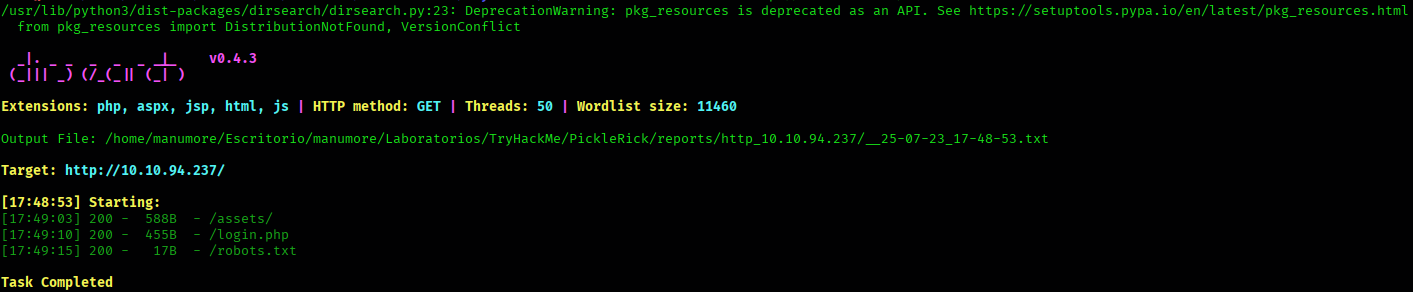 /usr/lib/python3/dist-packages/dirsearch/dirsearch.py:23: DeprecationWarning: pkg_resources is deprecated as an API. See https://setuptools.pypa.io/en/latest/pkg_resources.html
  from pkg_resources import DistributionNotFound, VersionConflict
  _|. _ _  _  _  _ _|_    v0.4.3
 (_||| _) (/_(_|| (_| )
Extensions: php, aspx, jsp, html, js | HTTP method: GET | Threads: 50 | Wordlist size: 11460
Output File: /home/manumore/Escritorio/manumore/Laboratorios/TryHackMe/PickleRick/reports/http_10.10.94.237/__25-07-23_17-48-53.txt
Target: http://10.10.94.237/
[17:48:53] Starting:
[17:49:03] 200 -  588B  - /assets/
[17:49:10] 200 -  455B  - /login.php
[17:49:15] 200 -   17B  - /robots.txt
Task Completed